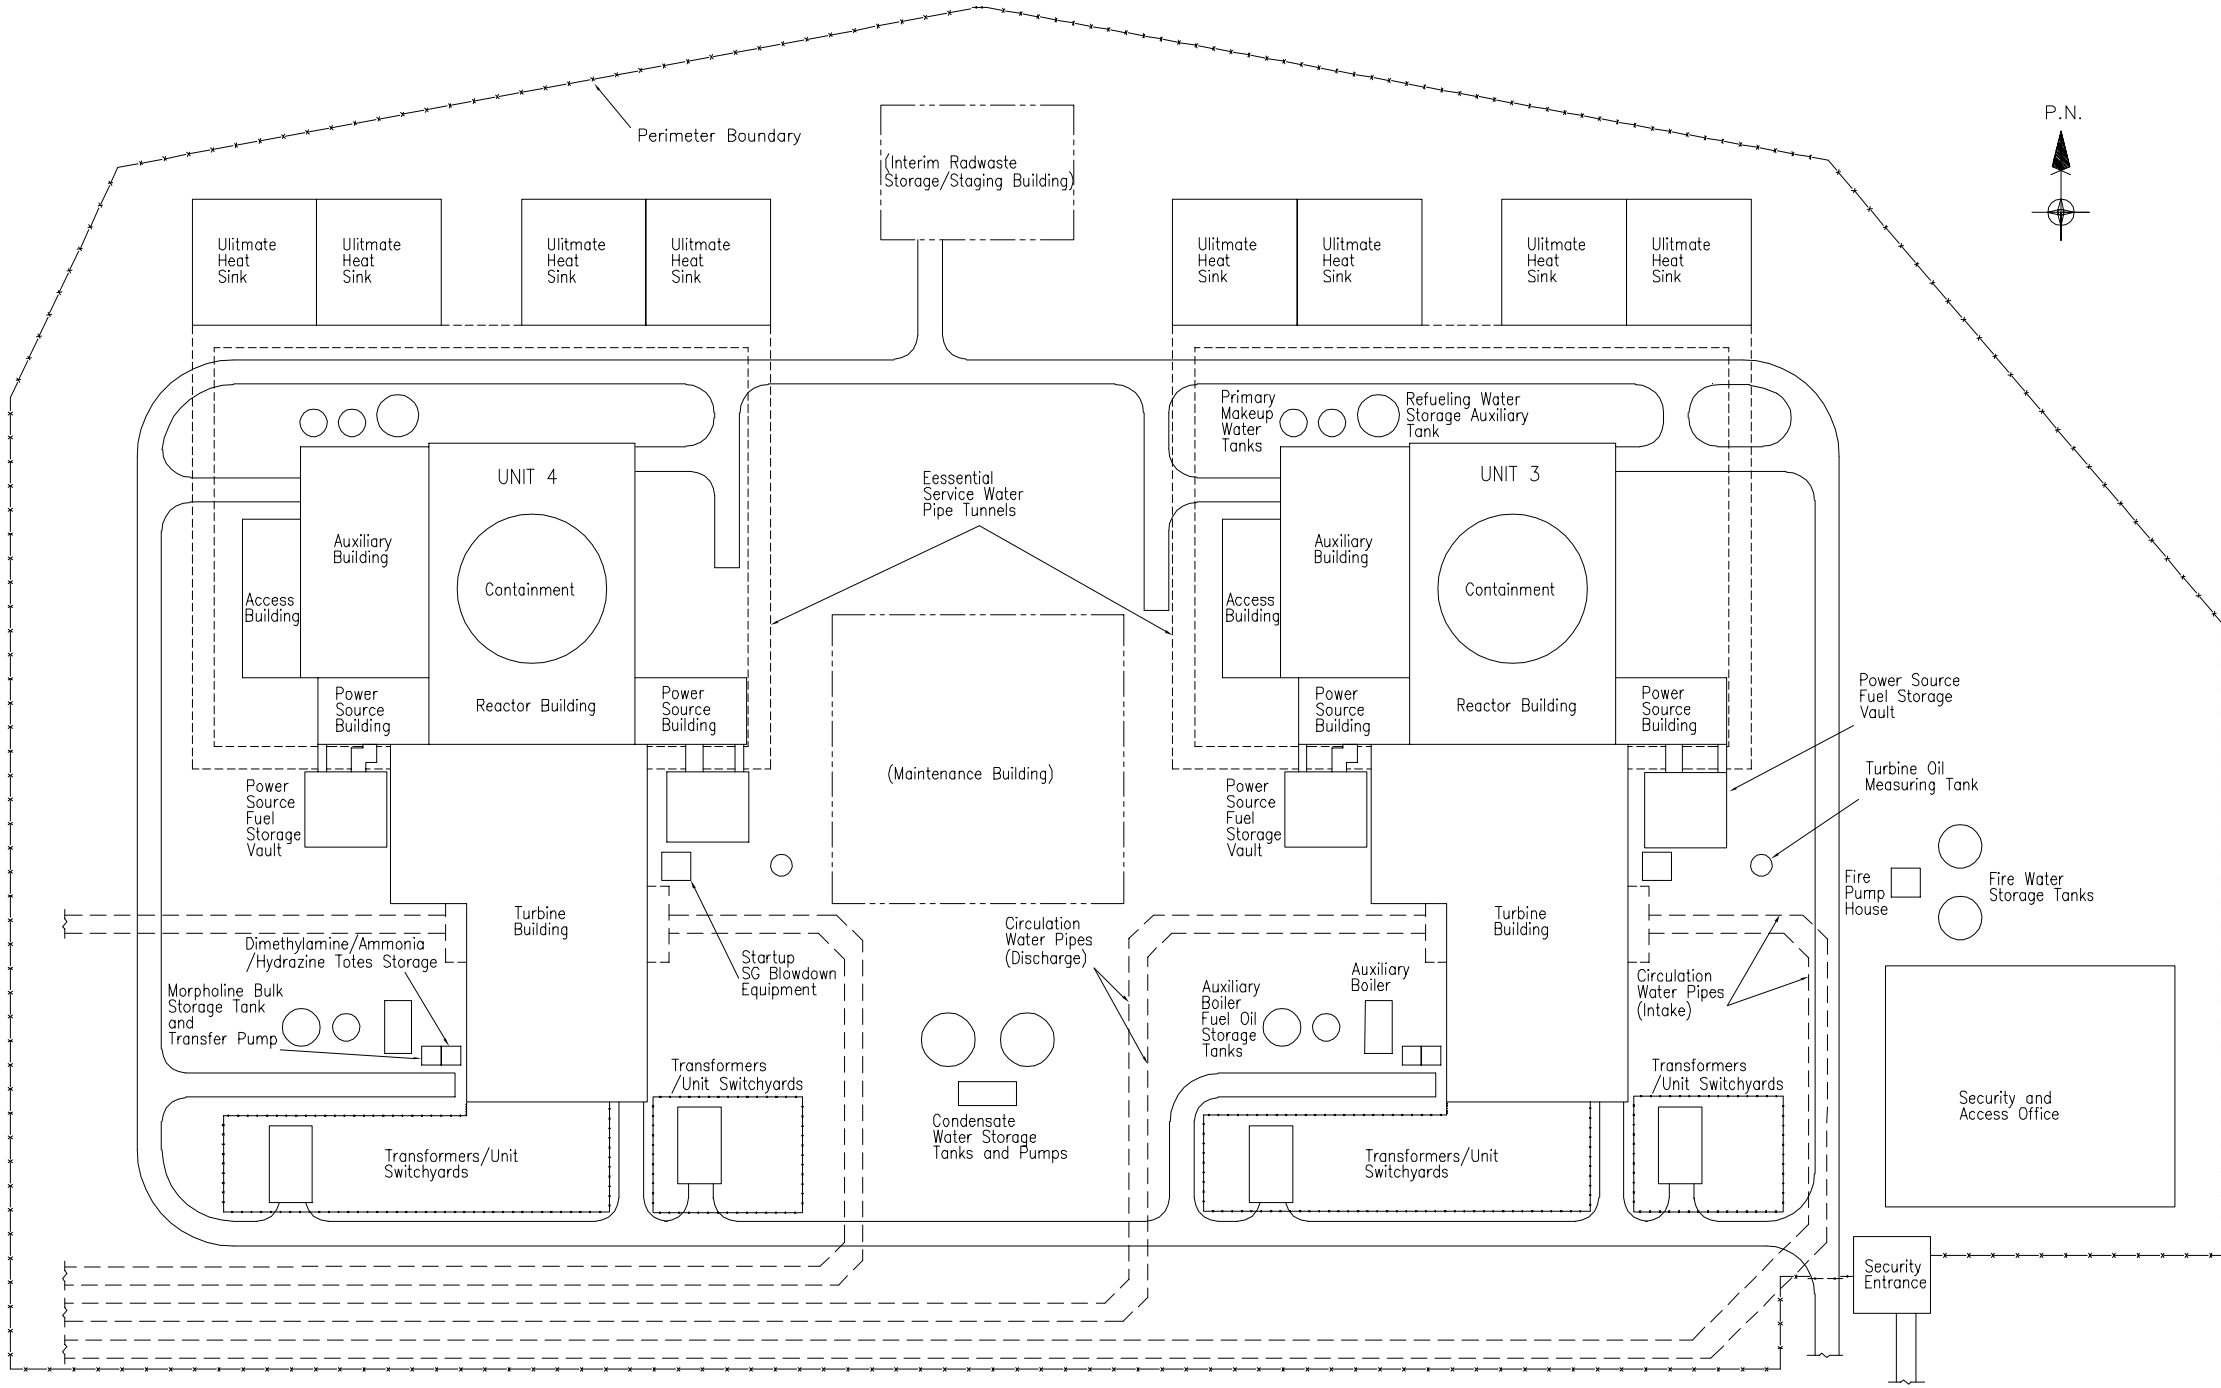 P.N.
Perimeter Boundary
(Interim Radwaste
Storage/Staging Building)
Ulitmate
Heat
Sink
Ulitmate
Heat
Sink
Ulitmate
Heat
Sink
Ulitmate
Heat
Sink
Ulitmate
Heat
Sink
Ulitmate
Heat
Sink
Ulitmate
Heat
Sink
Ulitmate
Heat
Sink
Primary
Makeup
Water
Tanks
Refueling Water
Storage Auxiliary
Tank
UNIT 4
Eessential
Service Water
Pipe Tunnels
UNIT 3
Auxiliary
Building
Containment
Access
Building
Auxiliary
Building
Containment
Access
Building
Power
Source
Building
Reactor Building
Power
Source
Building
Power
Source
Building
Reactor Building
Power
Source
Building
Power Source
Fuel Storage
Vault
(Maintenance Building)
Turbine Oil
Measuring Tank
Power
Source
Fuel
Storage
Vault
Power
Source
Fuel
Storage
Vault
Fire
Pump
House
Fire Water
Storage Tanks
Turbine
Building
Turbine
Building
Dimethylamine/Ammonia
/Hydrazine Totes Storage
Startup
SG Blowdown
Equipment
Circulation
Water Pipes
(Discharge)
Auxiliary
Boiler
Circulation
Water Pipes
(Intake)
Morpholine Bulk
Storage Tank
and
Transfer Pump
Auxiliary
Boiler
Fuel Oil
Storage
Tanks
Transformers
/Unit Switchyards
Transformers
/Unit Switchyards
Condensate
Water Storage
Tanks and Pumps
Security and
Access Office
Transformers/Unit
Switchyards
Transformers/Unit
Switchyards
Security
Entrance